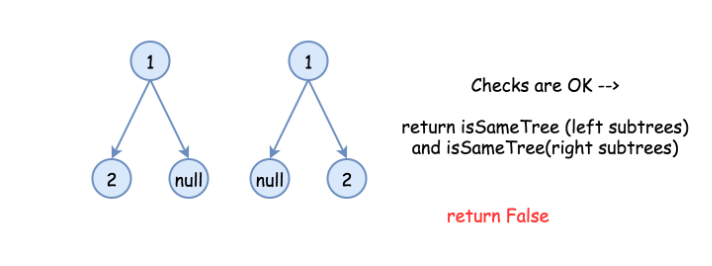 1
1
Checks are OK -->
return isSameTree (left subtrees)
and isSameTree(right subtrees)
2
null
null
2
return False